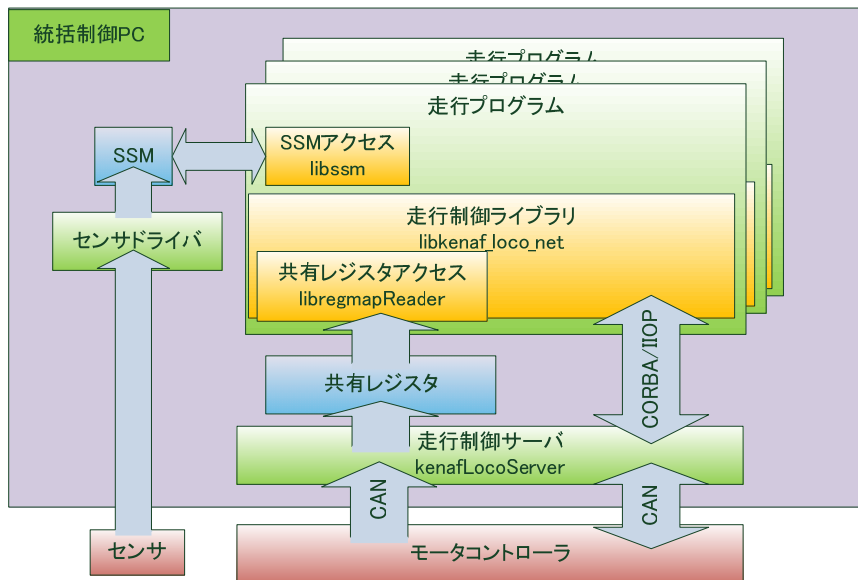 統括制御PC
走行プログラム
走行プログラム
走行プログラム
SSM
SSMアクセス
libssm
センサドライバ
走行制御ライブラリ
libkenaf_loco_net
共有レジスタアクセス
libregmapReader
共有レジスタ
CORBA/IIOP
走行制御サーバ
kenafLocoServer
CAN
CAN
センサ
モータコントローラ